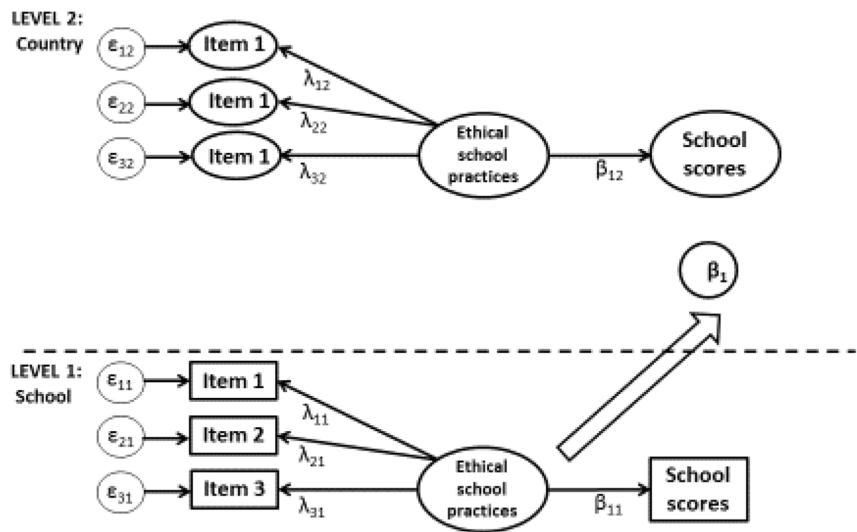 LEVEL 2:
Country
ε12
Item 1
λ12
ε22
Item 1
λ22
ε32
Item 1
λ32
Ethical
school
practices
β12
School
scores
β1
LEVEL 1:
School
ε11
Item 1
λ11
ε21
Item 2
λ21
ε31
Item 3
λ31
Ethical
school
practices
β11
School
scores